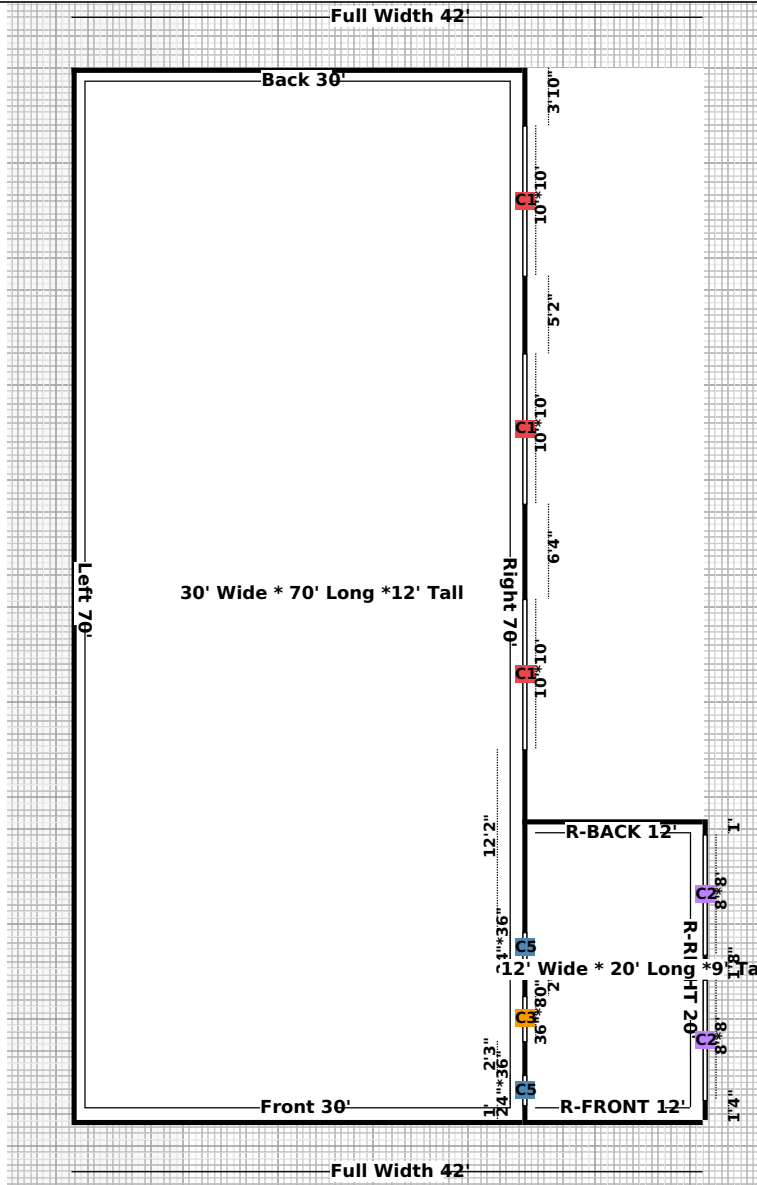 Full Width 42'
Back 30'
3'10"
C1
10'*10'
5'2"
C1
10'*10'
6'4"
Left 70'
30' Wide * 70' Long *12' Tall
Right 70'
C1
10'*10'
12'2"
R-BACK 12'
1'
C2
8'*8'
C5
12' Wide * 20' Long *9'
1'8"
2'
C3
36"*80"
C2
8'*8'
2'3"
C5
24"*36"
1'
Front 30'
R-FRONT 12'
1'4"
Full Width 42'